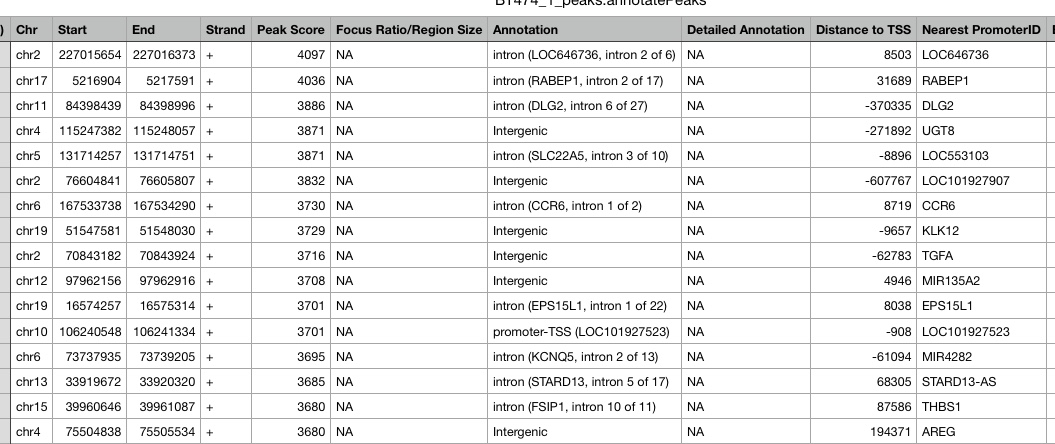 BT474_1_peaks.annotatePeaks
) Chr Start End Strand Peak Score Focus Ratio/Region Size Annotation Detailed Annotation Distance to TSS Nearest PromoterID
chr2 227015654 227016373 + 4097 NA intron (LOC646736, intron 2 of 6) NA 8503 LOC646736
chr17 5216904 5217591 + 4036 NA intron (RABEP1, intron 2 of 17) NA 31689 RABEP1
chr11 84398439 84398996 + 3886 NA intron (DLG2, intron 6 of 27) NA -370335 DLG2
chr4 115247382 115248057 + 3871 NA Intergenic NA -271892 UGT8
chr5 131714257 131714751 + 3871 NA intron (SLC22A5, intron 3 of 10) NA -8896 LOC553103
chr2 76604841 76605807 + 3832 NA Intergenic NA -607767 LOC101927907
chr6 167533738 167534290 + 3730 NA intron (CCR6, intron 1 of 2) NA 8719 CCR6
chr19 51547581 51548030 + 3729 NA Intergenic NA -9657 KLK12
chr2 70843182 70843924 + 3716 NA Intergenic NA -62783 TGFA
chr12 97962156 97962916 + 3708 NA Intergenic NA 4946 MIR135A2
chr19 16574257 16575314 + 3701 NA intron (EPS15L1, intron 1 of 22) NA 8038 EPS15L1
chr10 106240548 106241334 + 3701 NA promoter-TSS (LOC101927523) NA -908 LOC101927523
chr6 73737935 73739205 + 3695 NA intron (KCNQ5, intron 2 of 13) NA -61094 MIR4282
chr13 33919672 33920320 + 3685 NA intron (STARD13, intron 5 of 17) NA 68305 STARD13-AS
chr15 39960646 39961087 + 3680 NA intron (FSIP1, intron 10 of 11) NA 87586 THBS1
chr4 75504838 75505534 + 3680 NA Intergenic NA 194371 AREG